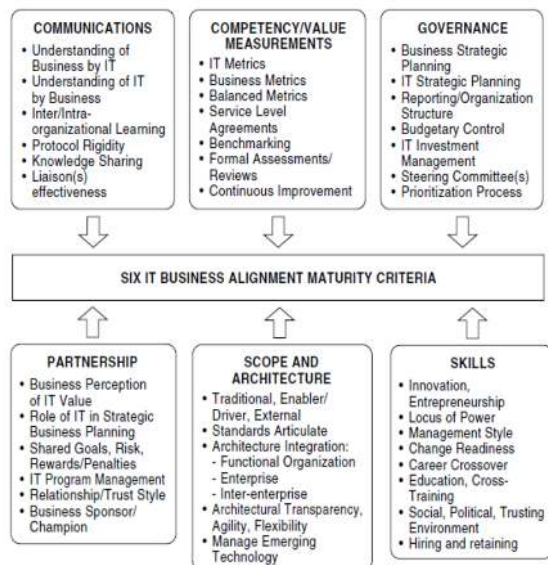 COMMUNICATIONS
• Understanding of
Business by IT
• Understanding of IT
by Business
• Inter/Intra-
organizational Learning
• Protocol Rigidity
• Knowledge Sharing
• Liaison(s)
effectiveness
COMPETENCY/VALUE
MEASUREMENTS
• IT Metrics
• Business Metrics
• Balanced Metrics
• Service Level
Agreements
• Benchmarking
• Formal Assessments/
Reviews
• Continuous Improvement
GOVERNANCE
• Business Strategic
Planning
• IT Strategic Planning
• Reporting/Organization
Structure
• Budgetary Control
• IT Investment
Management
• Steering Committee(s)
• Prioritization Process
SIX IT BUSINESS ALIGNMENT MATURITY CRITERIA
PARTNERSHIP
• Business Perception
of IT Value
• Role of IT in Strategic
Business Planning
• Shared Goals, Risk,
Rewards/Penalties
• IT Program Management
• Relationship/Trust Style
• Business Sponsor/
Champion
SCOPE AND
ARCHITECTURE
• Traditional, Enabler/
Driver, External
• Standards Articulate
• Architecture Integration:
- Functional Organization
- Enterprise
- Inter-enterprise
• Architectural Transparency,
Agility, Flexibility
• Manage Emerging
Technology
SKILLS
• Innovation,
Entrepreneurship
• Locus of Power
• Management Style
• Change Readiness
• Career Crossover
• Education, Cross-
Training
• Social, Political, Trusting
Environment
• Hiring and retaining